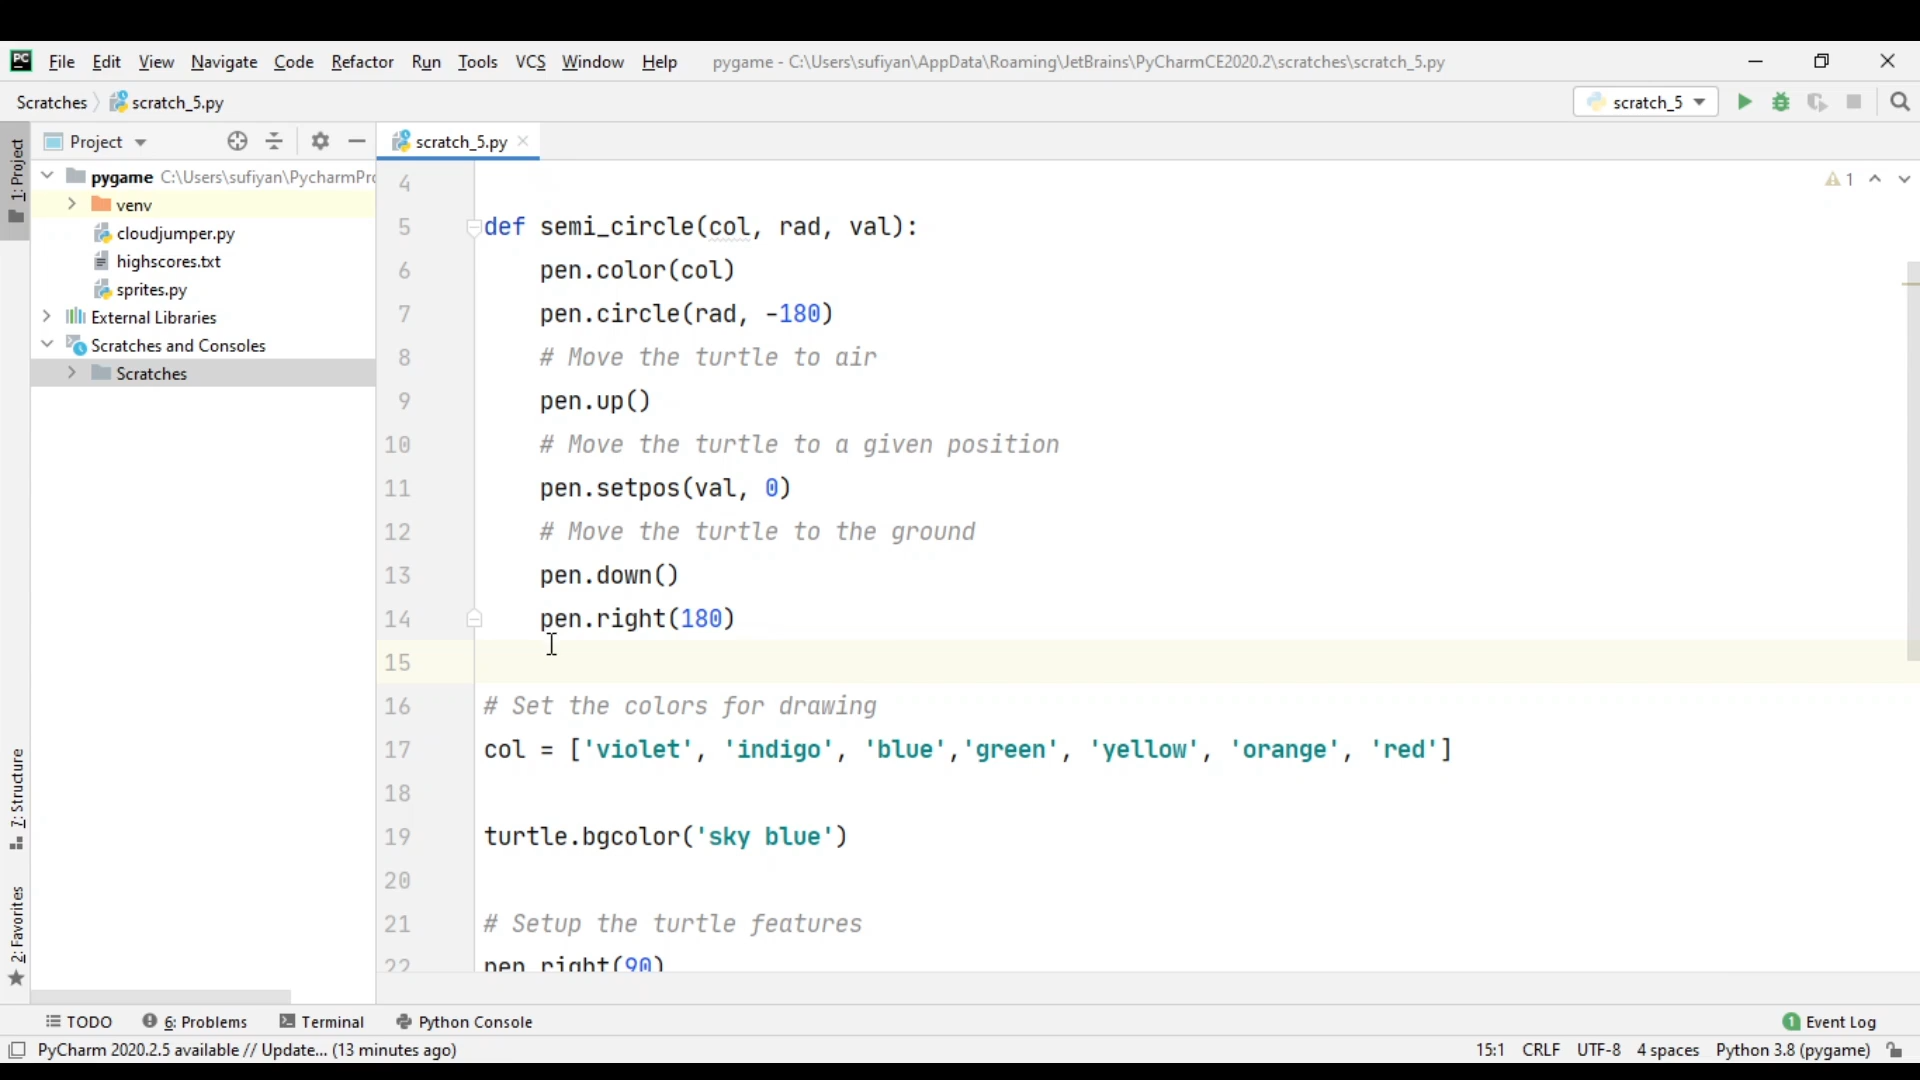 PC File Edit View Navigate Code Refactor Run Tools VCS Window Help pygame - C:\Users\sufiyan\AppData\Roaming\JetBrains\PyCharmCE2020.2\scratches\scratch_5.py
Scratches scratch_5.py scratch_5
1: Project
Project
scratch_5.py
pygame C:\Users\sufiyan\PycharmPr
venv
cloudjumper.py
highscores.txt
sprites.py
External Libraries
Scratches and Consoles
Scratches
1
4
5 def semi_circle(col, rad, val):
6 pen.color(col)
7 pen.circle(rad, -180)
8 # Move the turtle to air
9 pen.up()
10 # Move the turtle to a given position
11 pen.setpos(val, 0)
12 # Move the turtle to the ground
13 pen.down()
14 pen.right(180)
15
16 # Set the colors for drawing
17 col = ['violet', 'indigo', 'blue','green', 'yellow', 'orange', 'red']
18
19 turtle.bgcolor('sky blue')
20
21 # Setup the turtle features
22 pen.right(90)
7: Structure
2: Favorites
TODO 6: Problems Terminal Python Console 1 Event Log
PyCharm 2020.2.5 available // Update... (13 minutes ago) 15:1 CRLF UTF-8 4 spaces Python 3.8 (pygame)